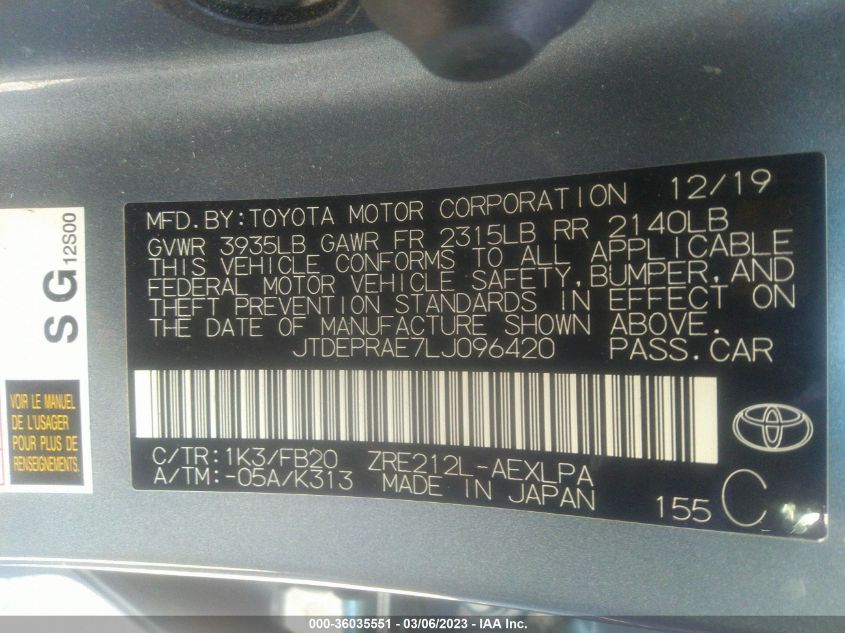 MFD.BY:TOYOTA MOTOR CORPORATION 12/19
GVWR 3935LB GAWR FR 2315LB RR 2140LB
THIS VEHICLE CONFORMS TO ALL APPLICABLE
FEDERAL MOTOR VEHICLE SAFETY,BUMPER,AND
THEFT PREVENTION STANDARDS IN EFFECT ON
THE DATE OF MANUFACTURE SHOWN ABOVE.
JTDEPRAE7LJ096420 PASS.CAR
C/TR:1K3/FB20 ZRE212L-AEXLPA
A/TM:-05A/K313 MADE IN JAPAN
155 C
SG
12S00
VOIR LE MANUEL
DE L'USAGER
POUR PLUS DE
RENSEIGNEMENTS
000-36035551 - 03/06/2023 - © IAA Inc.